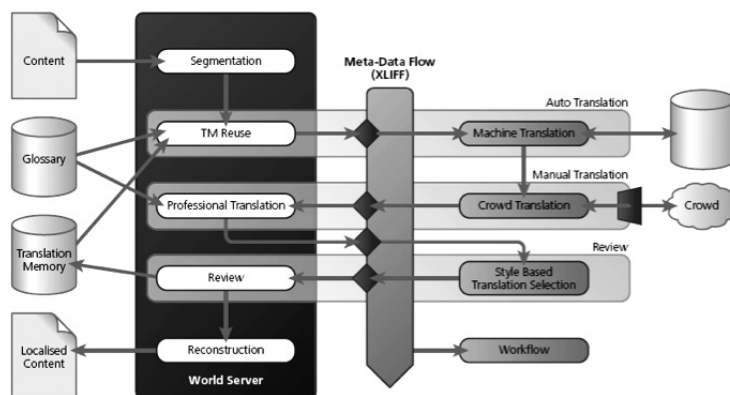 Content
Segmentation
Meta-Data Flow
(XLIFF)
Auto Translation
Glossary
TM Reuse
Machine Translation
Manual Translation
Professional Translation
Crowd Translation
Crowd
Translation
Memory
Review
Review
Style Based
Translation Selection
Localised
Content
Reconstruction
Workflow
World Server